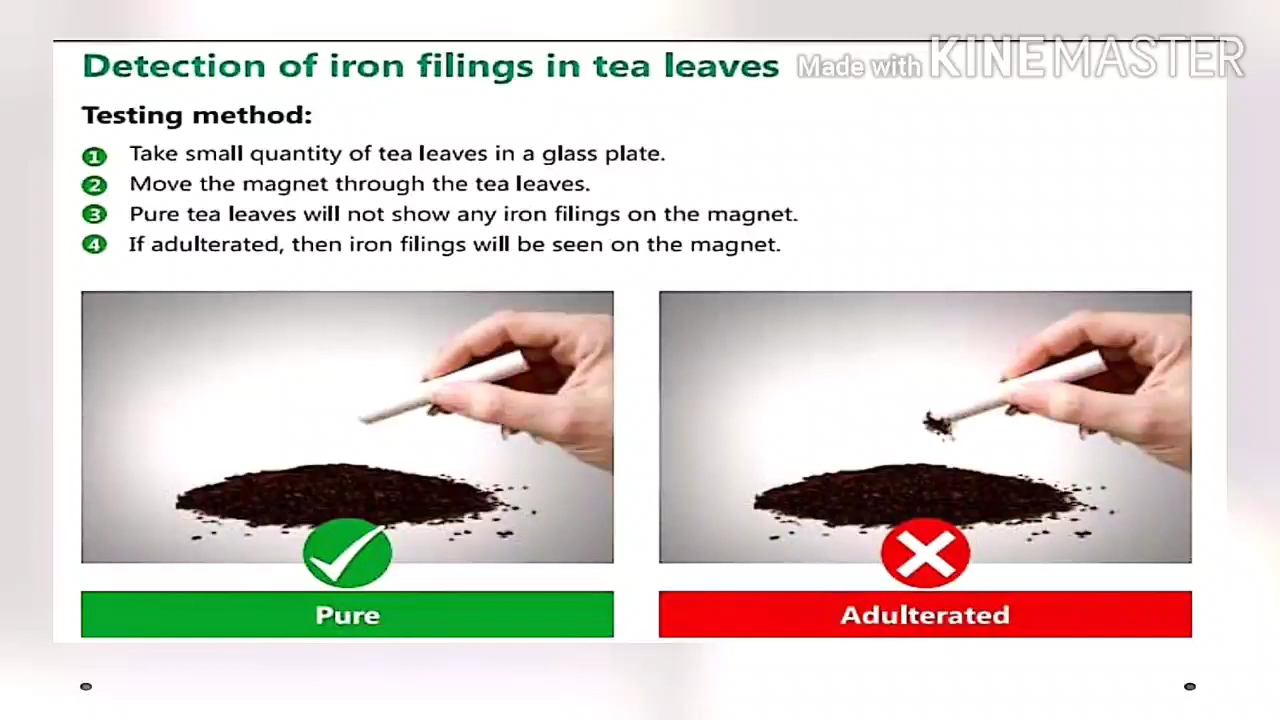 Detection of iron filings in tea leaves
Made with KINEMASTER
Testing method:
1 Take small quantity of tea leaves in a glass plate.
2 Move the magnet through the tea leaves.
3 Pure tea leaves will not show any iron filings on the magnet.
4 If adulterated, then iron filings will be seen on the magnet.
Pure
Adulterated